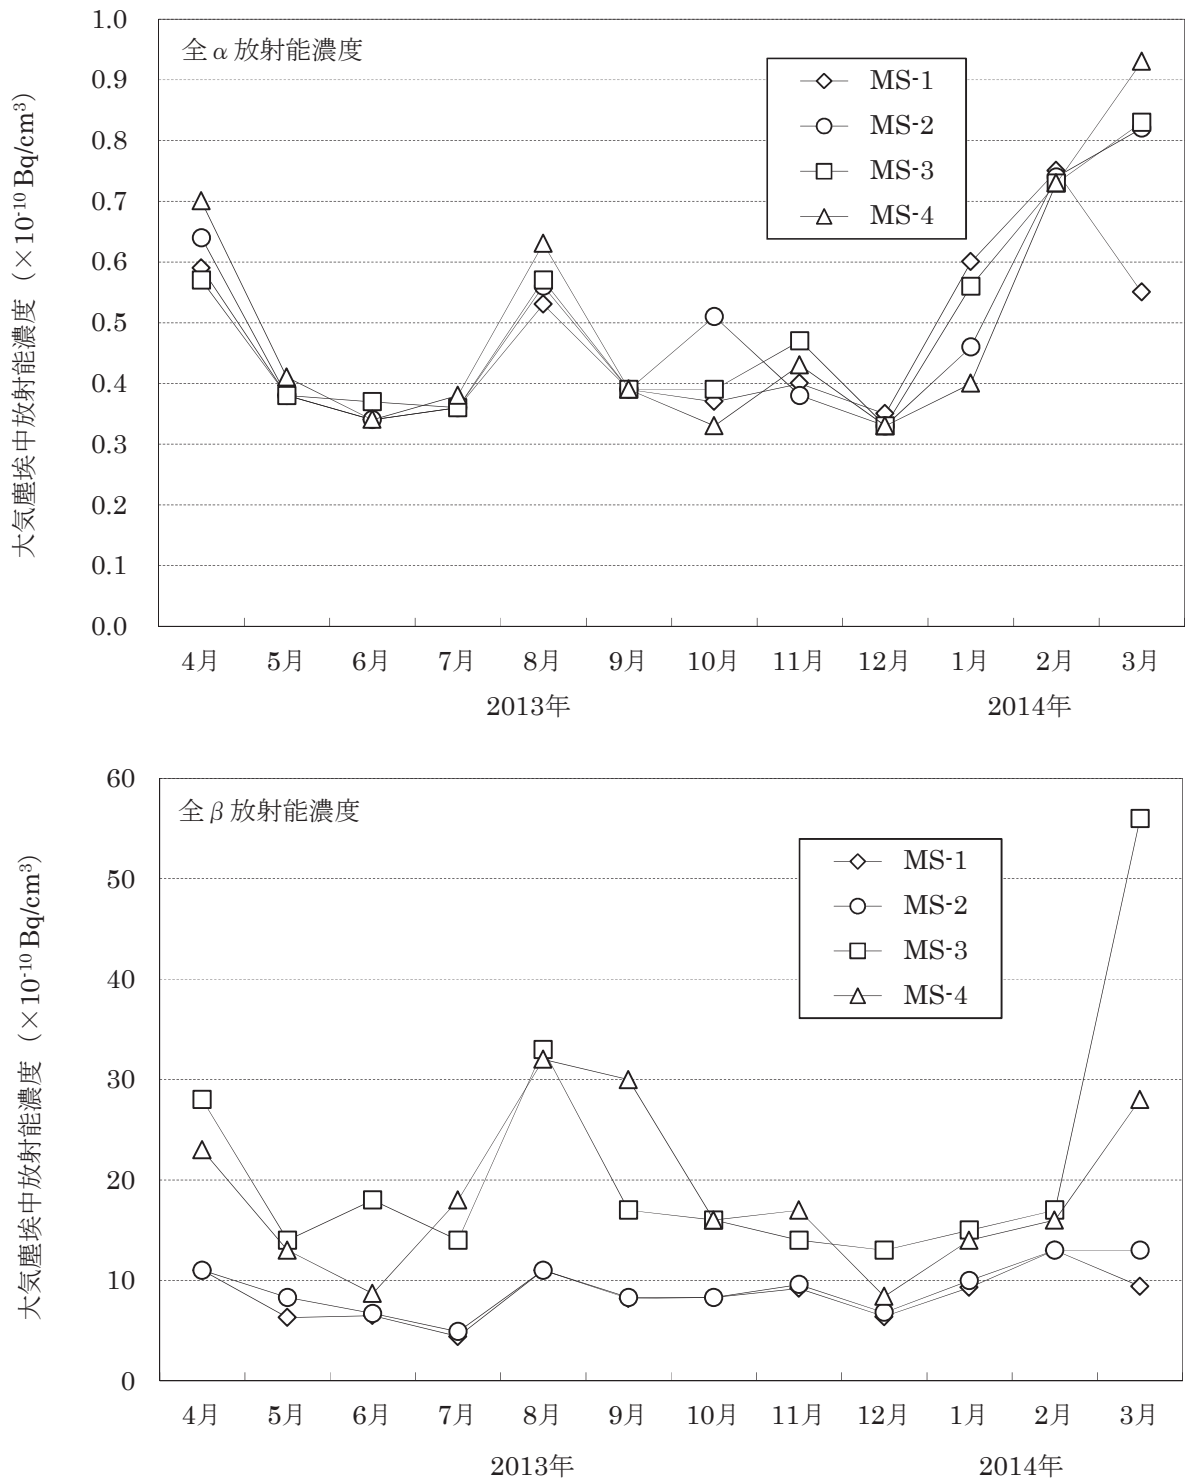 大気塵埃中放射能濃度（×10⁻¹⁰ Bq/cm³）
全α放射能濃度
1.0
0.9
0.8
0.7
0.6
0.5
0.4
0.3
0.2
0.1
0.0
MS-1
MS-2
MS-3
MS-4
4月 5月 6月 7月 8月 9月 10月 11月 12月 1月 2月 3月
2013年 2014年
大気塵埃中放射能濃度（×10⁻¹⁰ Bq/cm³）
全β放射能濃度
60
50
40
30
20
10
0
MS-1
MS-2
MS-3
MS-4
4月 5月 6月 7月 8月 9月 10月 11月 12月 1月 2月 3月
2013年 2014年